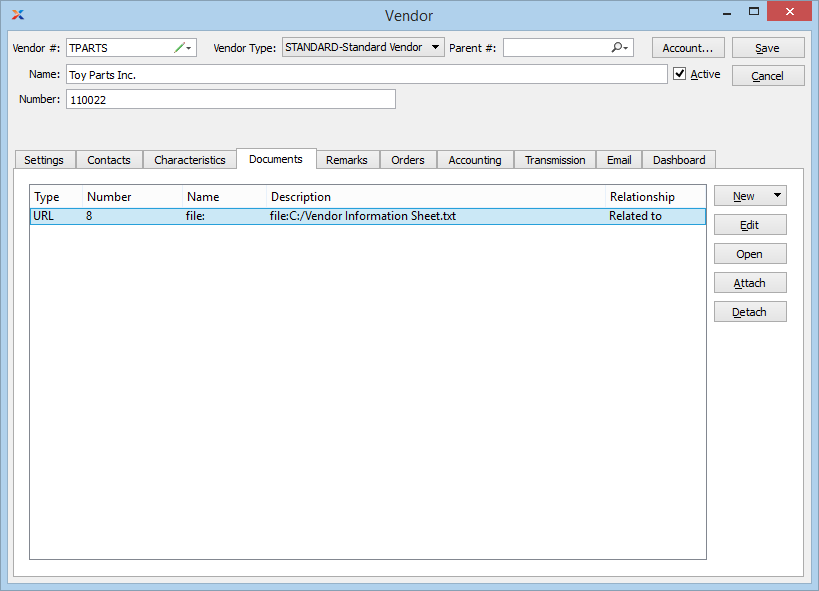 Vendor
Vendor #: TPARTS Vendor Type: STANDARD-Standard Vendor Parent #: Account... Save
Name: Toy Parts Inc. Active Cancel
Number: 110022
Settings Contacts Characteristics Documents Remarks Orders Accounting Transmission Email Dashboard
Type Number Name Description Relationship New
URL 8 file: file:C:/Vendor Information Sheet.txt Related to
Edit
Open
Attach
Detach